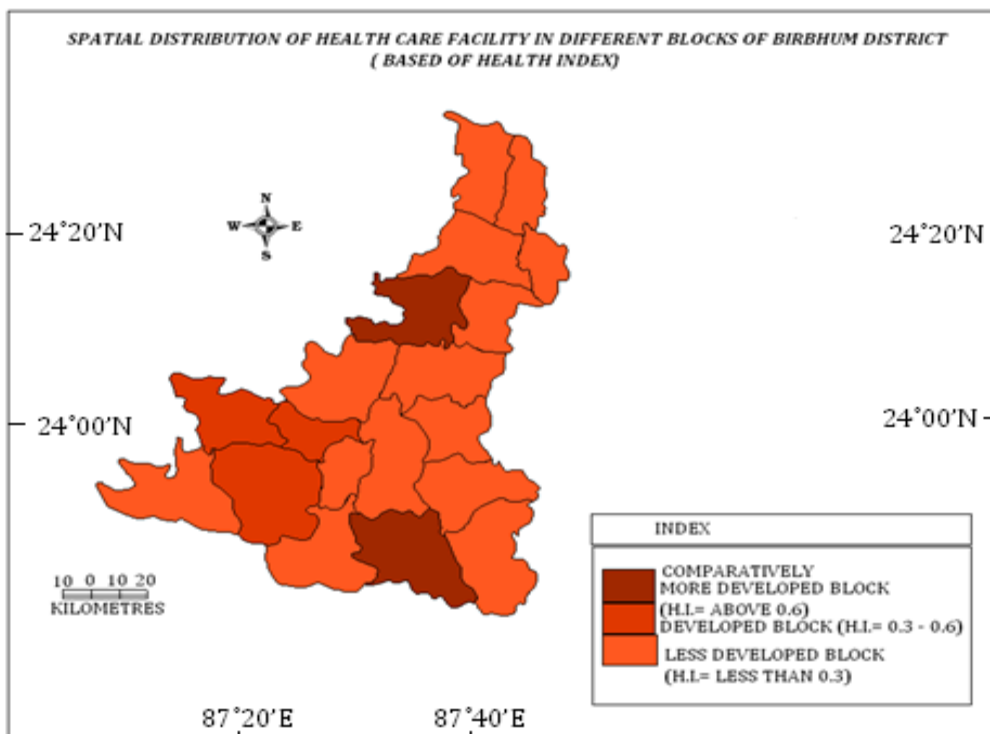 SPATIAL DISTRIBUTION OF HEALTH CARE FACILITY IN DIFFERENT BLOCKS OF BIRBHUM DISTRICT
( BASED OF HEALTH INDEX)
N
W E
S
24°20'N
24°20'N
24°00'N
24°00'N
10 0 10 20
KILOMETRES
INDEX
COMPARATIVELY
MORE DEVELOPED BLOCK
(H.I.= ABOVE 0.6)
DEVELOPED BLOCK (H.I.= 0.3 - 0.6)
LESS DEVELOPED BLOCK
(H.I.= LESS THAN 0.3)
87°20'E
87°40'E